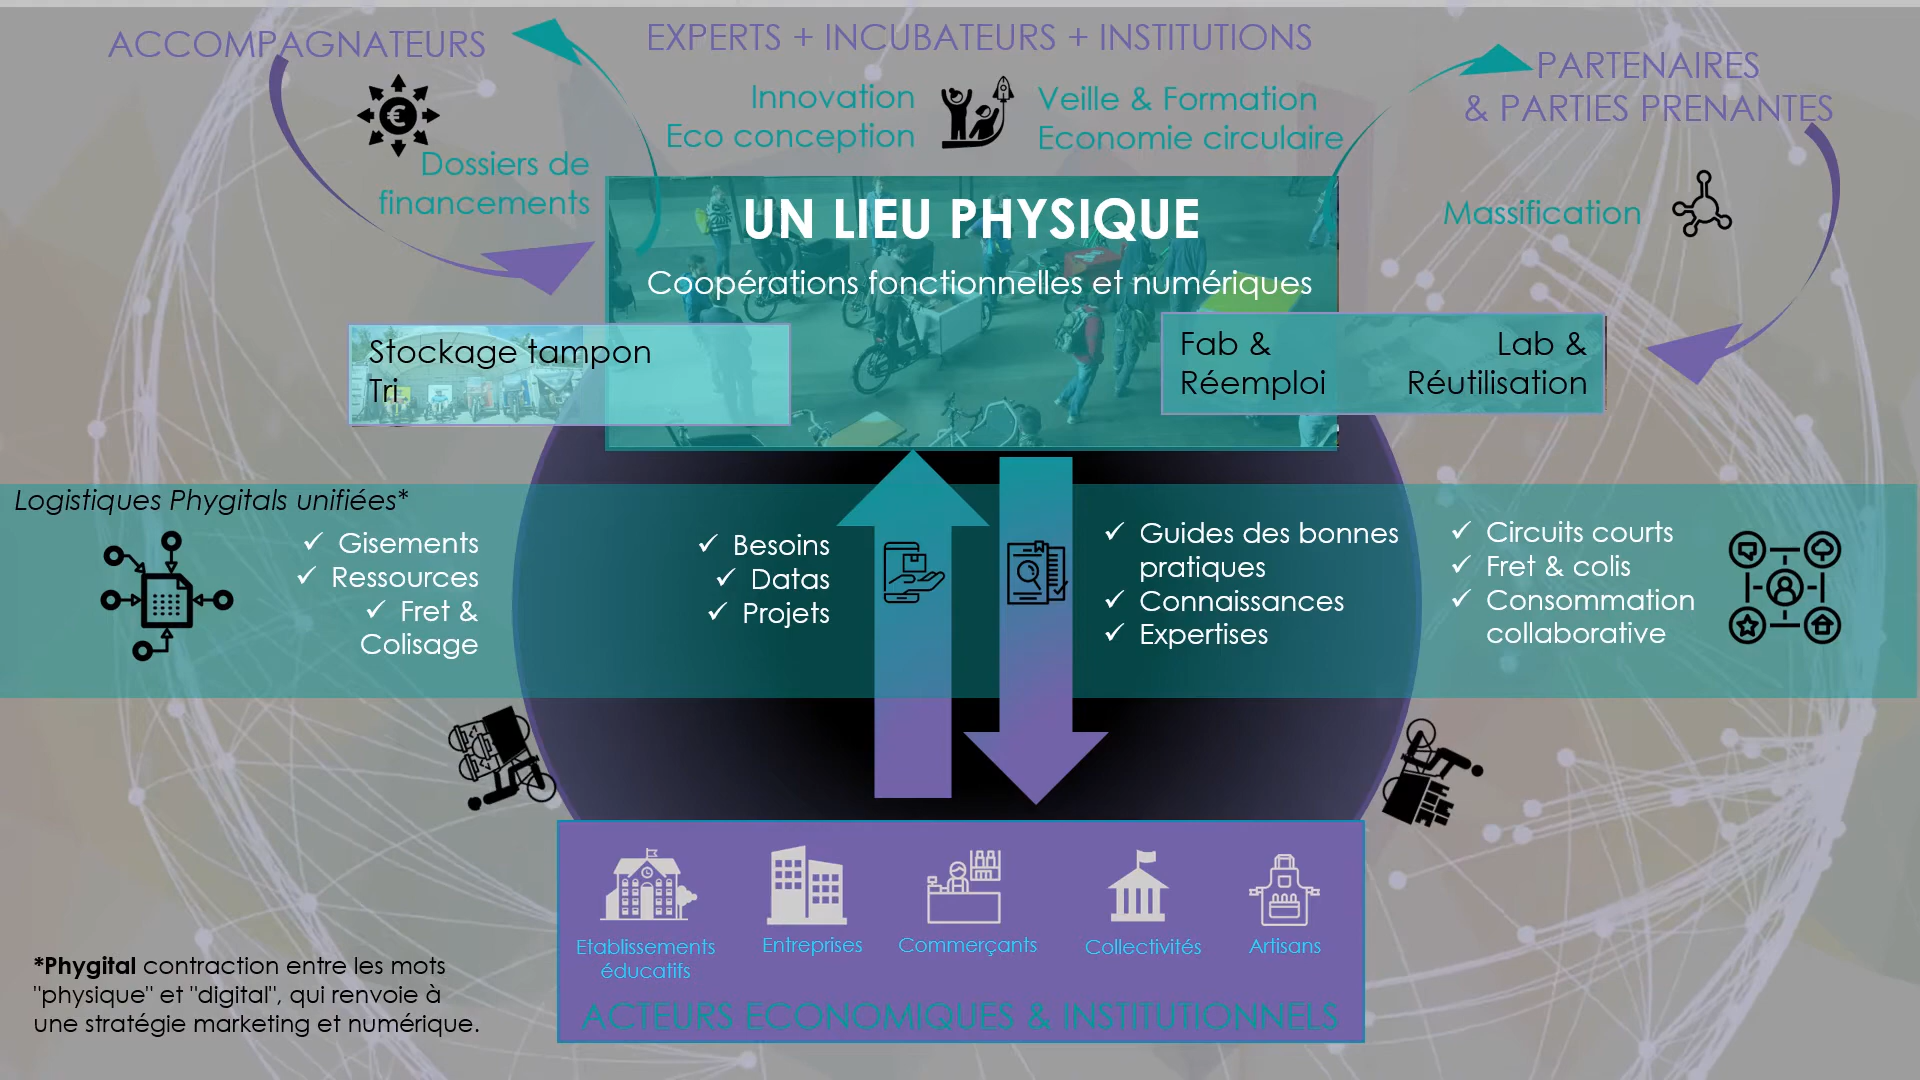 ACCOMPAGNATEURS
EXPERTS + INCUBATEURS + INSTITUTIONS
PARTENAIRES
& PARTIES PRENANTES
Innovation
Eco conception
Veille & Formation
Economie circulaire
Dossiers de
financements
Massification
UN LIEU PHYSIQUE
Coopérations fonctionnelles et numériques
Stockage tampon
Tri
Fab &
Réemploi
Lab &
Réutilisation
Logistiques Phygitals unifiées*
✓ Gisements
✓ Ressources
✓ Fret &
Colisage
✓ Besoins
✓ Datas
✓ Projets
✓ Guides des bonnes
pratiques
✓ Connaissances
✓ Expertises
✓ Circuits courts
✓ Fret & colis
✓ Consommation
collaborative
Etablissements
éducatifs
Entreprises
Commerçants
Collectivités
Artisans
ACTEURS ECONOMIQUES & INSTITUTIONNELS
*Phygital contraction entre les mots
"physique" et "digital", qui renvoie à
une stratégie marketing et numérique.